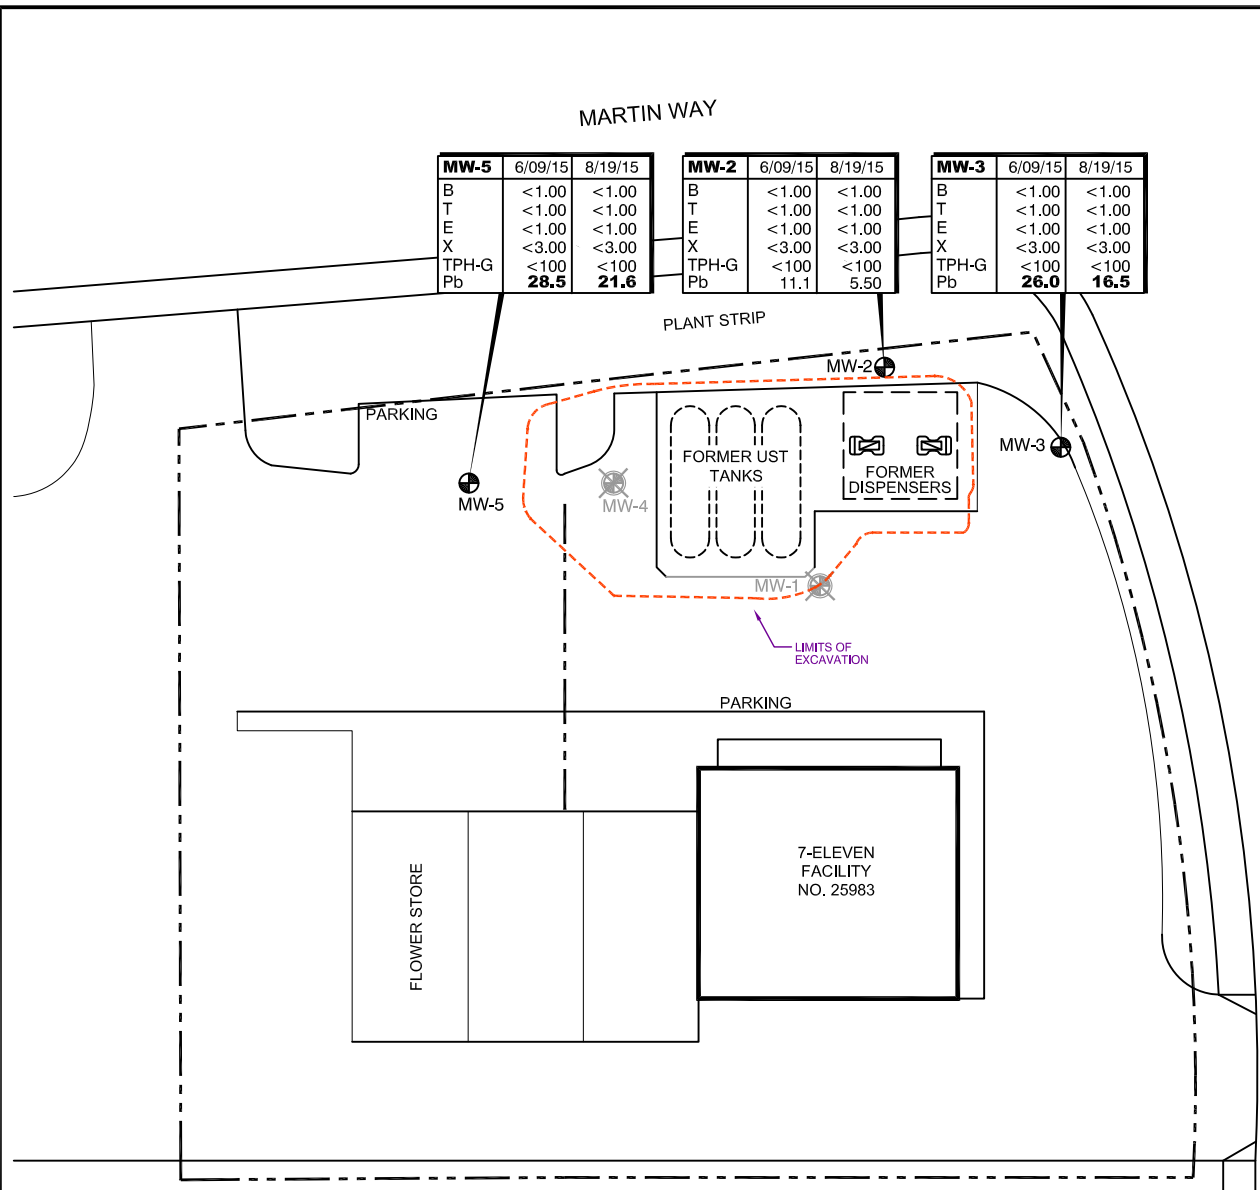 MARTIN WAY
MW-5 6/09/15 8/19/15
B <1.00 <1.00
T <1.00 <1.00
E <1.00 <1.00
X <3.00 <3.00
TPH-G <100 <100
Pb 28.5 21.6
MW-2 6/09/15 8/19/15
B <1.00 <1.00
T <1.00 <1.00
E <1.00 <1.00
X <3.00 <3.00
TPH-G <100 <100
Pb 11.1 5.50
MW-3 6/09/15 8/19/15
B <1.00 <1.00
T <1.00 <1.00
E <1.00 <1.00
X <3.00 <3.00
TPH-G <100 <100
Pb 26.0 16.5
PLANT STRIP
MW-2
PARKING
MW-3
FORMER UST
TANKS
FORMER
DISPENSERS
MW-5
MW-4
MW-1
LIMITS OF
EXCAVATION
PARKING
7-ELEVEN
FACILITY
NO. 25983
FLOWER STORE